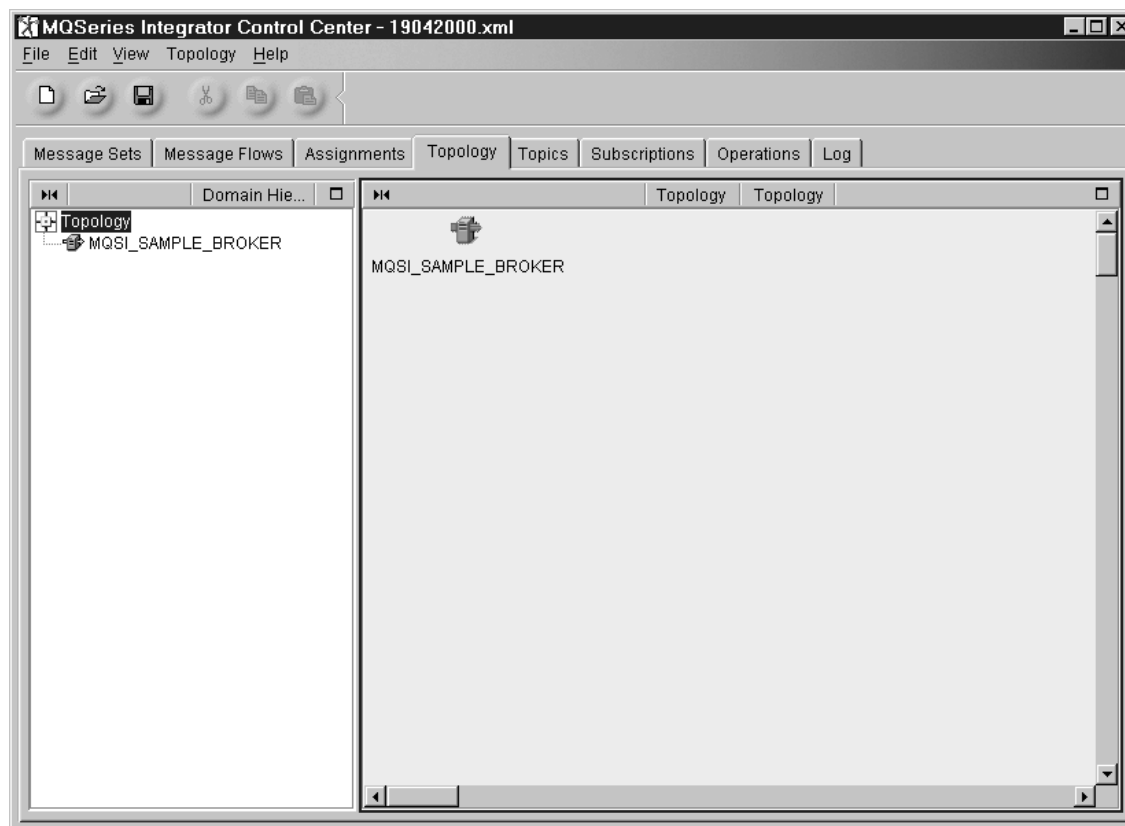 MQSeries Integrator Control Center - 19042000.xml
File Edit View Topology Help
Message Sets Message Flows Assignments Topology Topics Subscriptions Operations Log
Domain Hie... Topology Topology
Topology
MQSI_SAMPLE_BROKER
MQSI_SAMPLE_BROKER